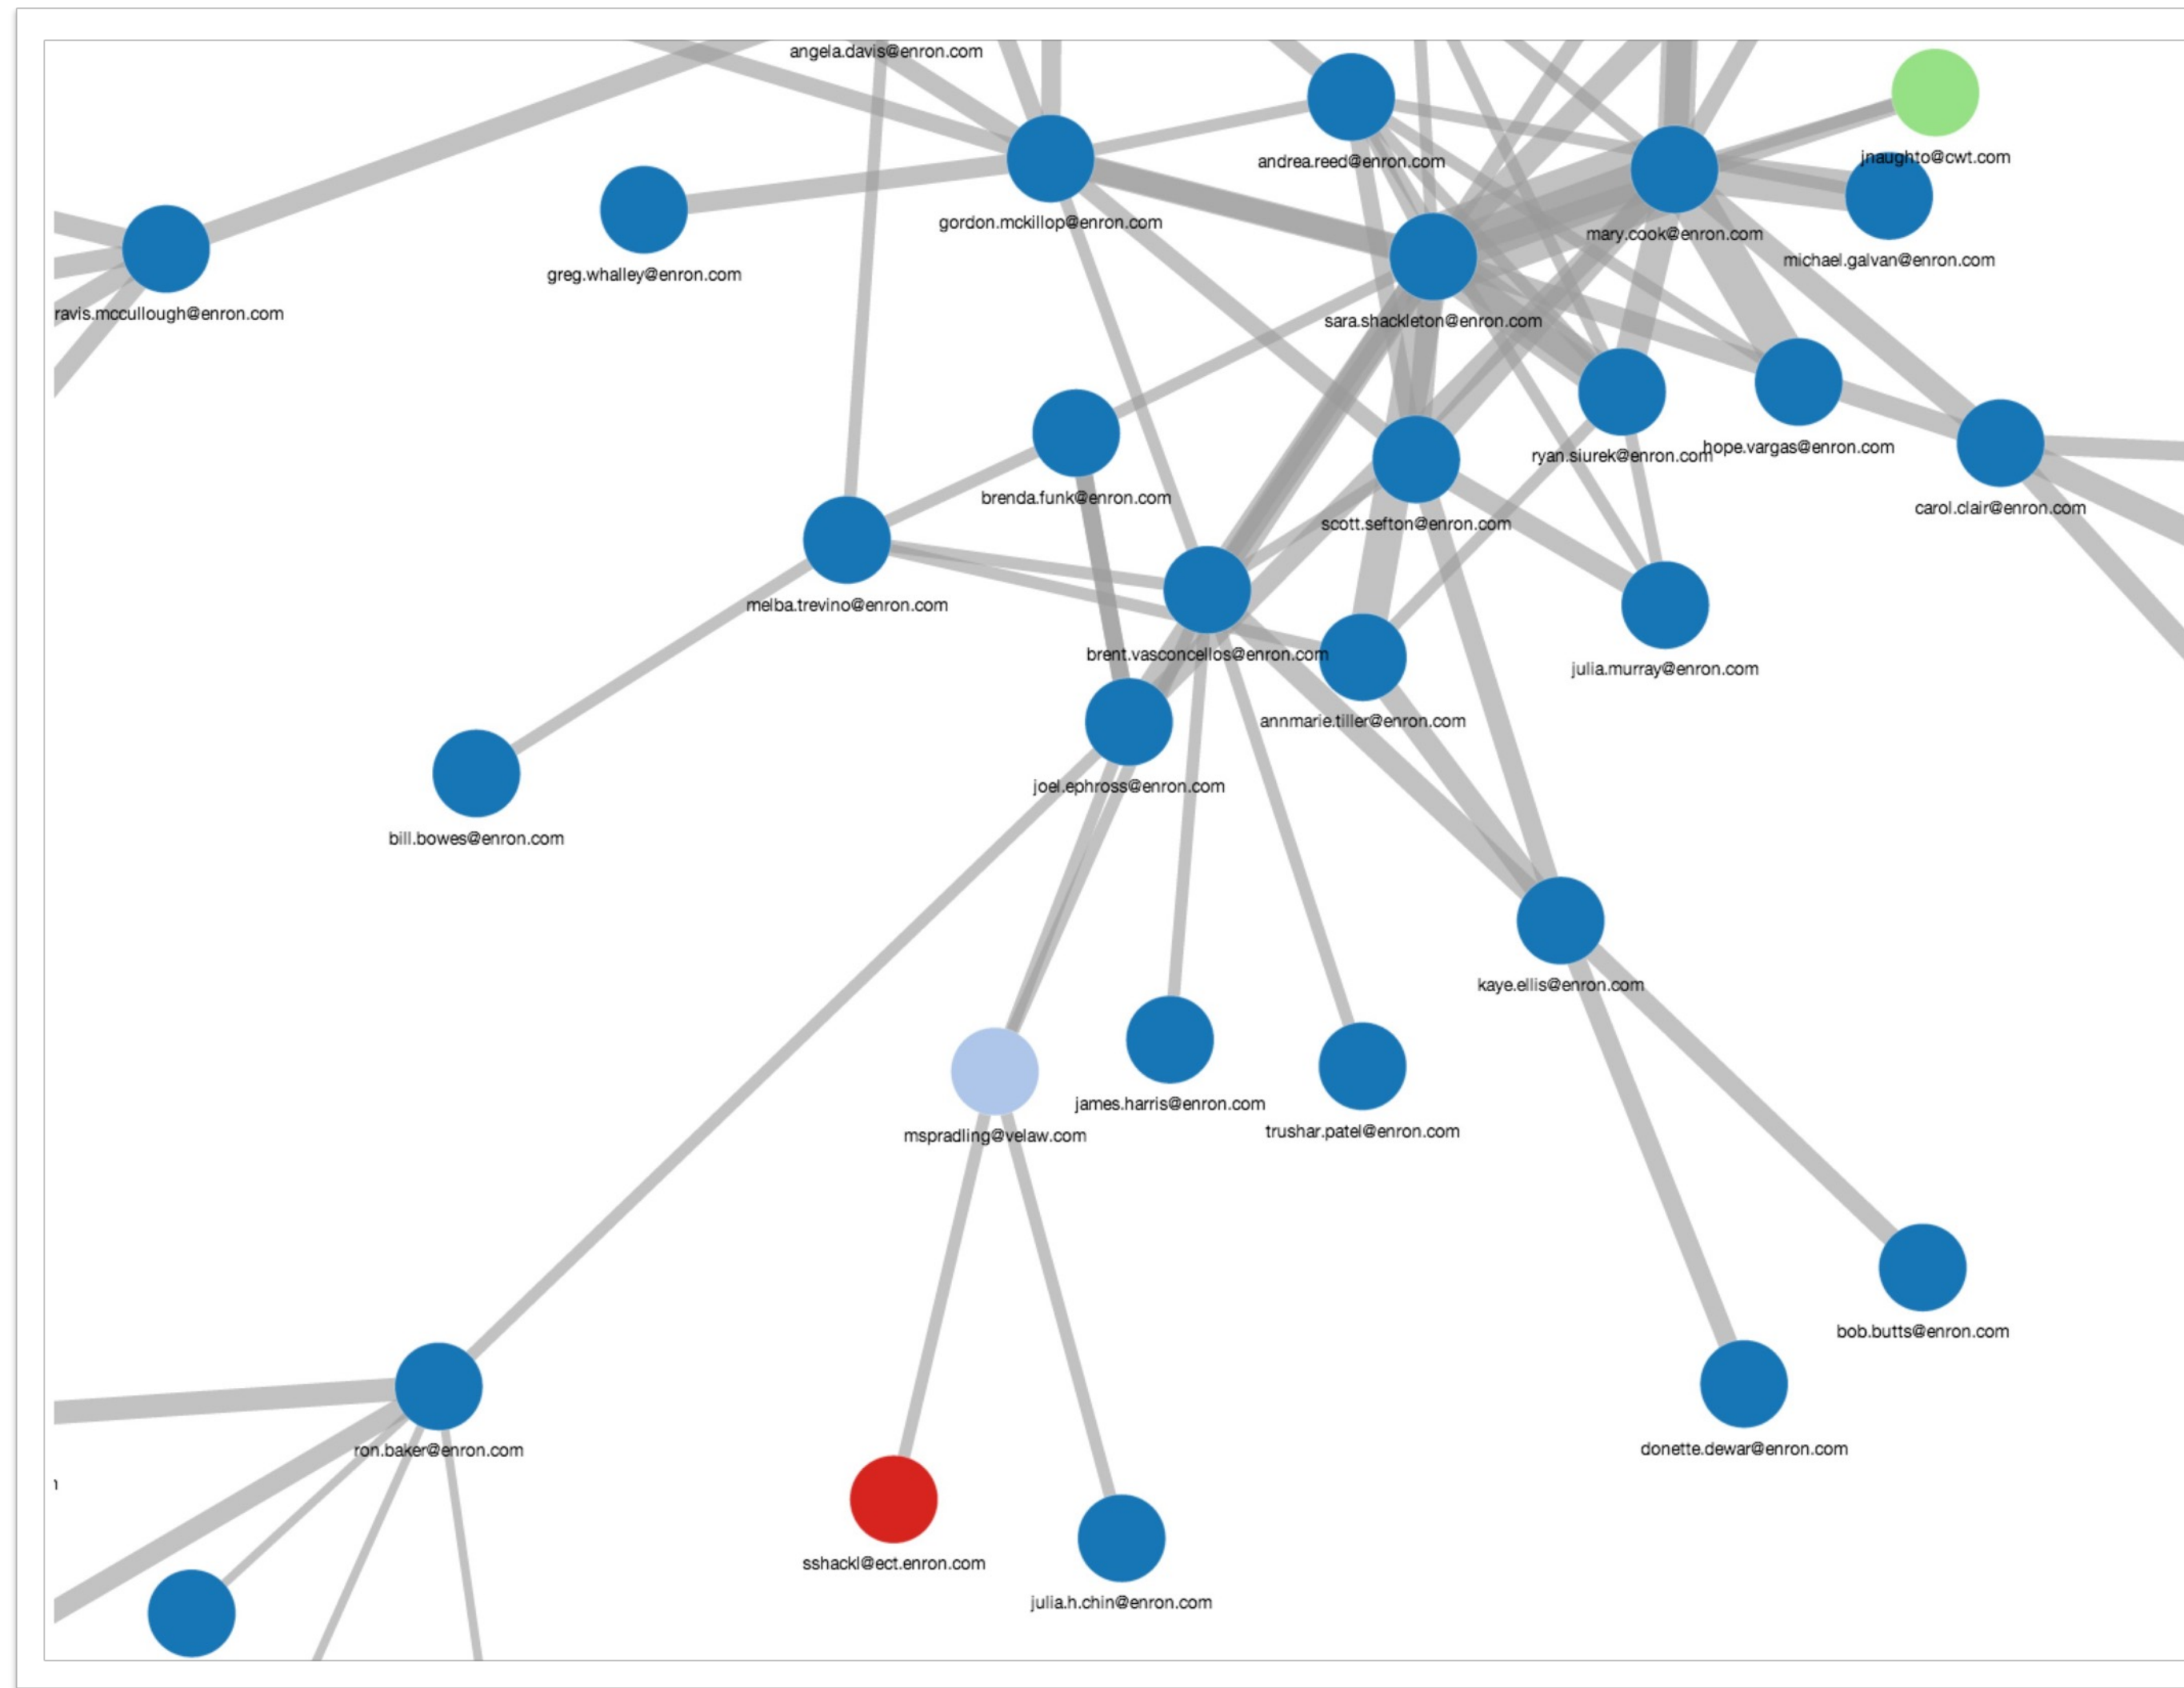 angela.davis@enron.com
jnaughto@cwt.com
andrea.reed@enron.com
gordon.mckillop@enron.com
mary.cook@enron.com
michael.galvan@enron.com
greg.whalley@enron.com
ravis.mccullough@enron.com
sara.shackleton@enron.com
hope.vargas@enron.com
ryan.siurek@enron.com
brenda.funk@enron.com
carol.clair@enron.com
scott.sefton@enron.com
melba.trevino@enron.com
brent.vasconcellos@enron.com
julia.murray@enron.com
annmarie.tiller@enron.com
joel.ephross@enron.com
bill.bowes@enron.com
kaye.ellis@enron.com
james.harris@enron.com
trushar.patel@enron.com
mspradling@velaw.com
bob.butts@enron.com
donette.dewar@enron.com
ron.baker@enron.com
sshackl@ect.enron.com
julia.h.chin@enron.com